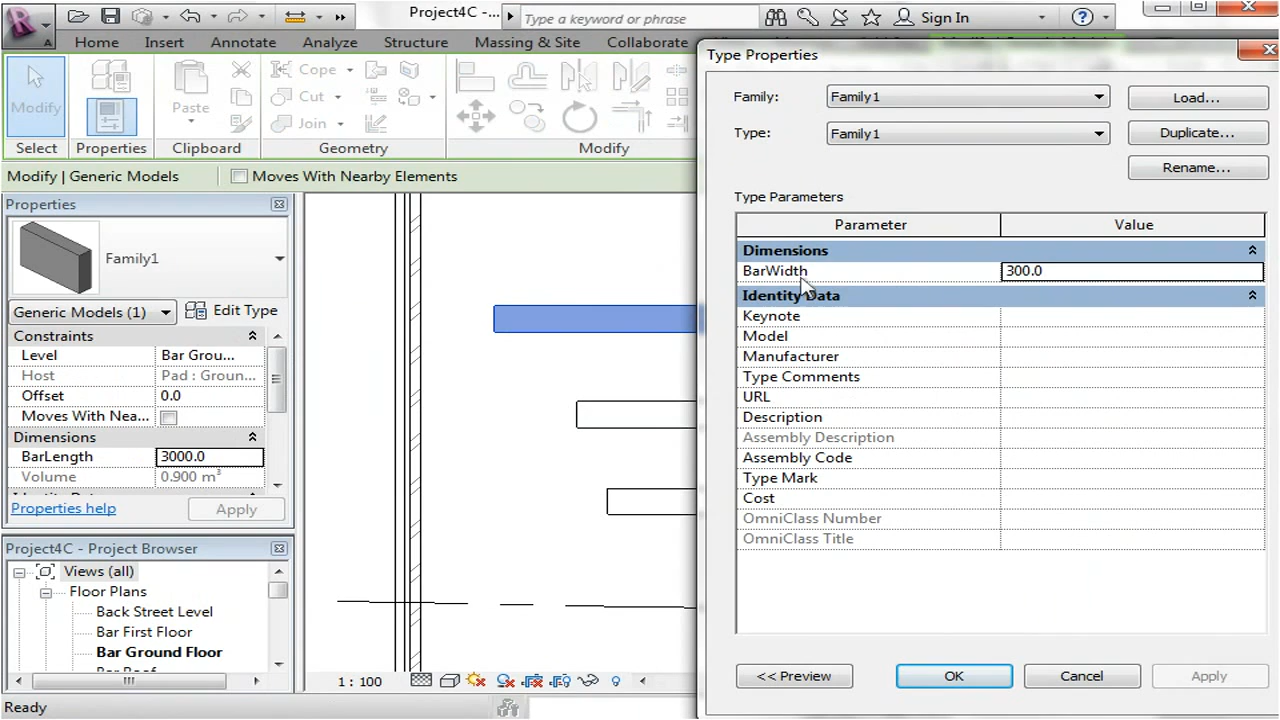 Project4C -...
Type a keyword or phrase
Sign In
Home
Insert
Annotate
Analyze
Structure
Massing & Site
Collaborate
Modify
Paste
Cope
Cut
Join
Select
Properties
Clipboard
Geometry
Modify
Modify | Generic Models
Moves With Nearby Elements
Properties
Family1
Generic Models (1)
Edit Type
Constraints
Level Bar Grou...
Host Pad : Groun...
Offset 0.0
Moves With Nea...
Dimensions
BarLength 3000.0
Volume 0.900 m³
Properties help
Apply
Project4C - Project Browser
Views (all)
Floor Plans
Back Street Level
Bar First Floor
Bar Ground Floor
1 : 100
Ready
Type Properties
Family: Family1 Load...
Type: Family1 Duplicate...
Rename...
Type Parameters
Parameter Value
Dimensions
BarWidth 300.0
Identity Data
Keynote
Model
Manufacturer
Type Comments
URL
Description
Assembly Description
Assembly Code
Type Mark
Cost
OmniClass Number
OmniClass Title
<< Preview
OK
Cancel
Apply